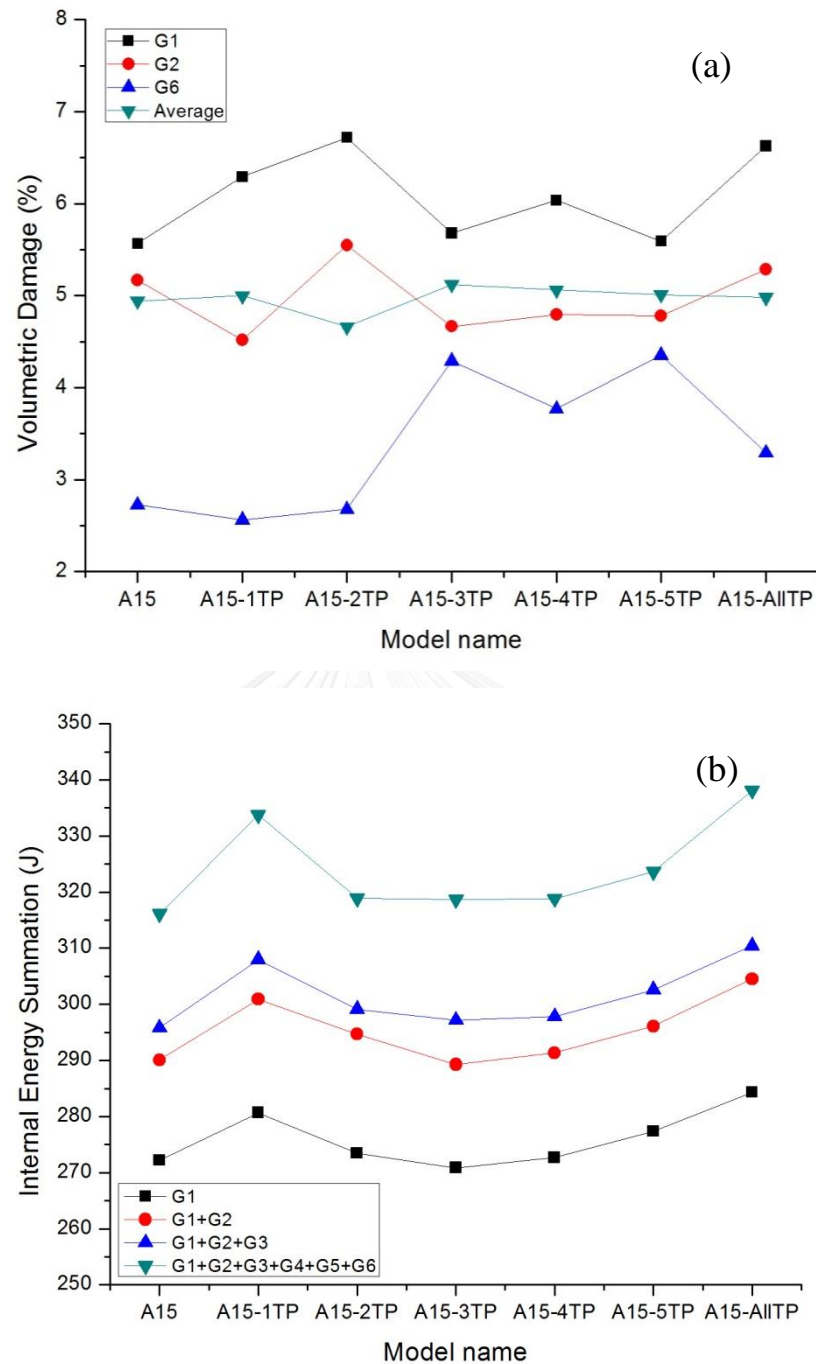 (a)
G1
G2
G6
Average
Volumetric Damage (%)
8
7
6
5
4
3
2
A15 A15-1TP A15-2TP A15-3TP A15-4TP A15-5TP A15-AllTP
Model name
(b)
Internal Energy Summation (J)
350
340
330
320
310
300
290
280
270
260
250
G1
G1+G2
G1+G2+G3
G1+G2+G3+G4+G5+G6
A15 A15-1TP A15-2TP A15-3TP A15-4TP A15-5TP A15-AllTP
Model name